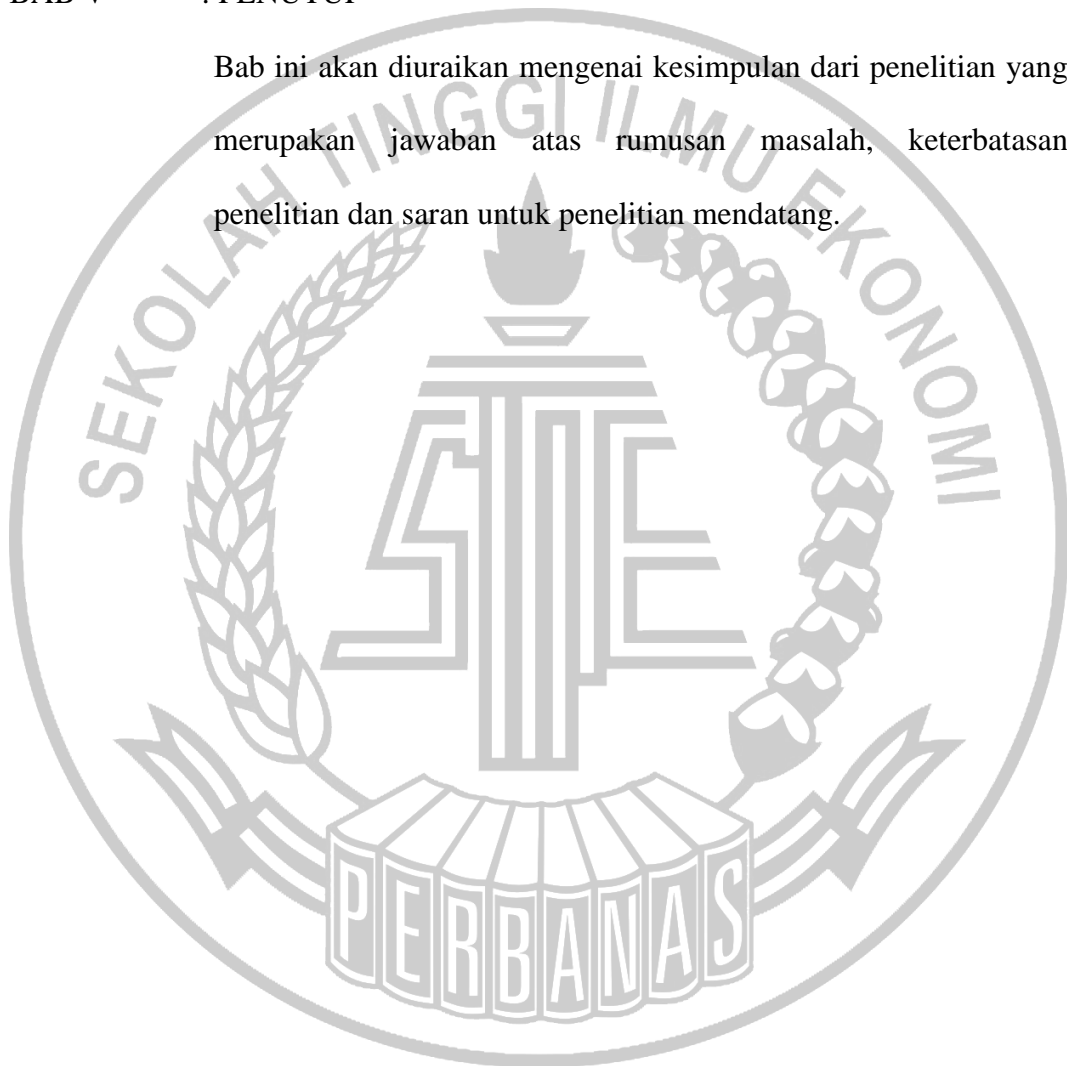 BAB V : PENUTUP
Bab ini akan diuraikan mengenai kesimpulan dari penelitian yang
merupakan jawaban atas rumusan masalah, keterbatasan
penelitian dan saran untuk penelitian mendatang.
SEKOLAH TINGGI ILMU EKONOMI
STIE
PERBANAS